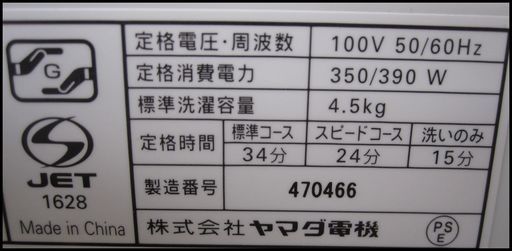 G
JET
1628
Made in China
定格電圧・周波数 100V 50/60Hz
定格消費電力 350/390 W
標準洗濯容量 4.5kg
定格時間 標準コース スピードコース 洗いのみ
34分 24分 15分
製造番号 470466
株式会社ヤマダ電機 PS E